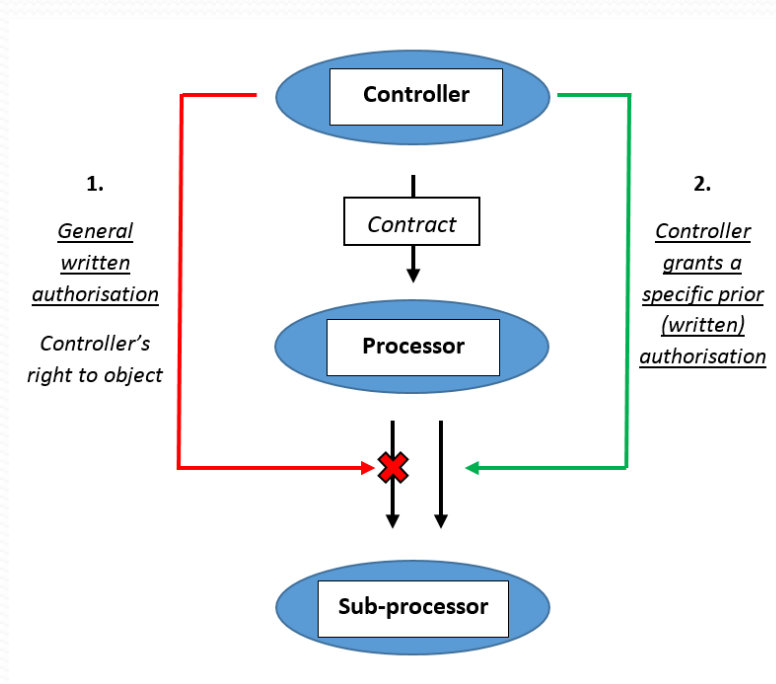 Controller
1.
General
written
authorisation
Controller’s
right to object
Contract
2.
Controller
grants a
specific prior
(written)
authorisation
Processor
Sub-processor